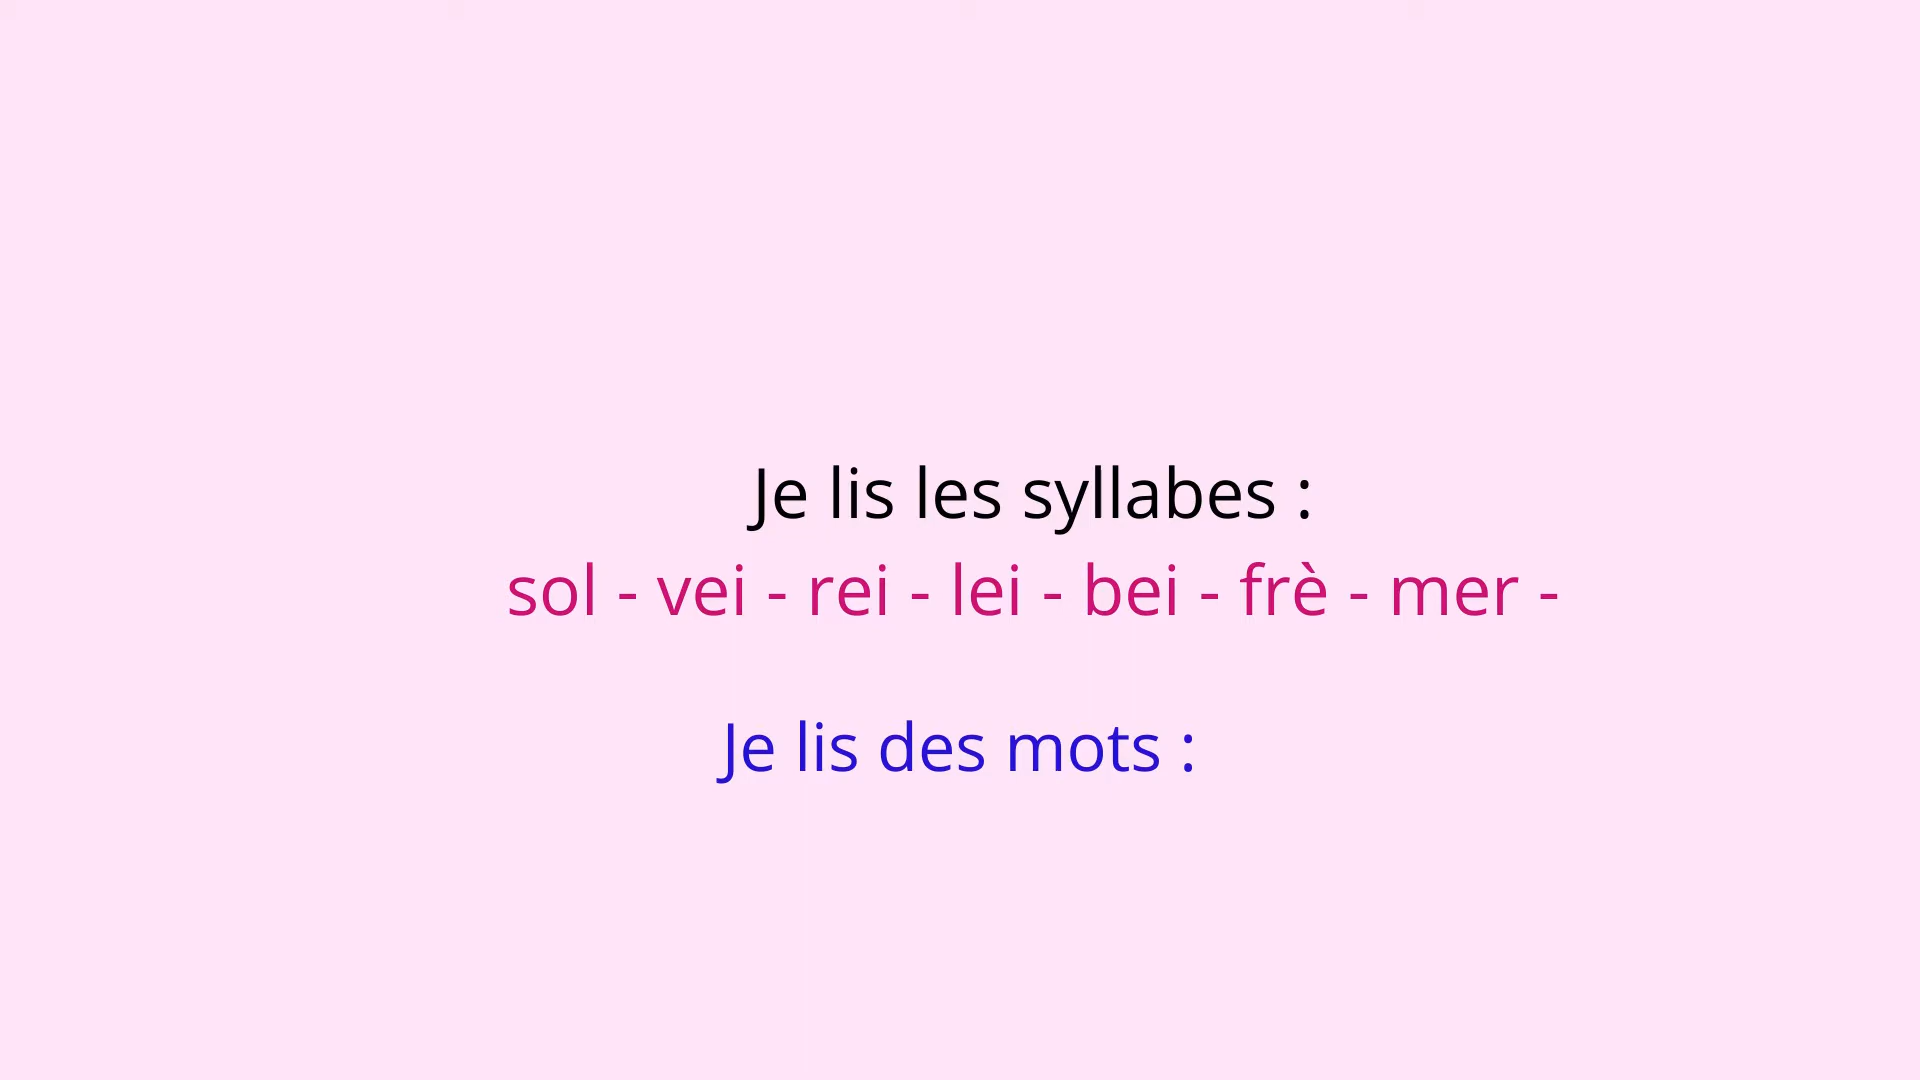 Je lis les syllabes :
sol - vei - rei - lei - bei - frè - mer -
Je lis des mots :